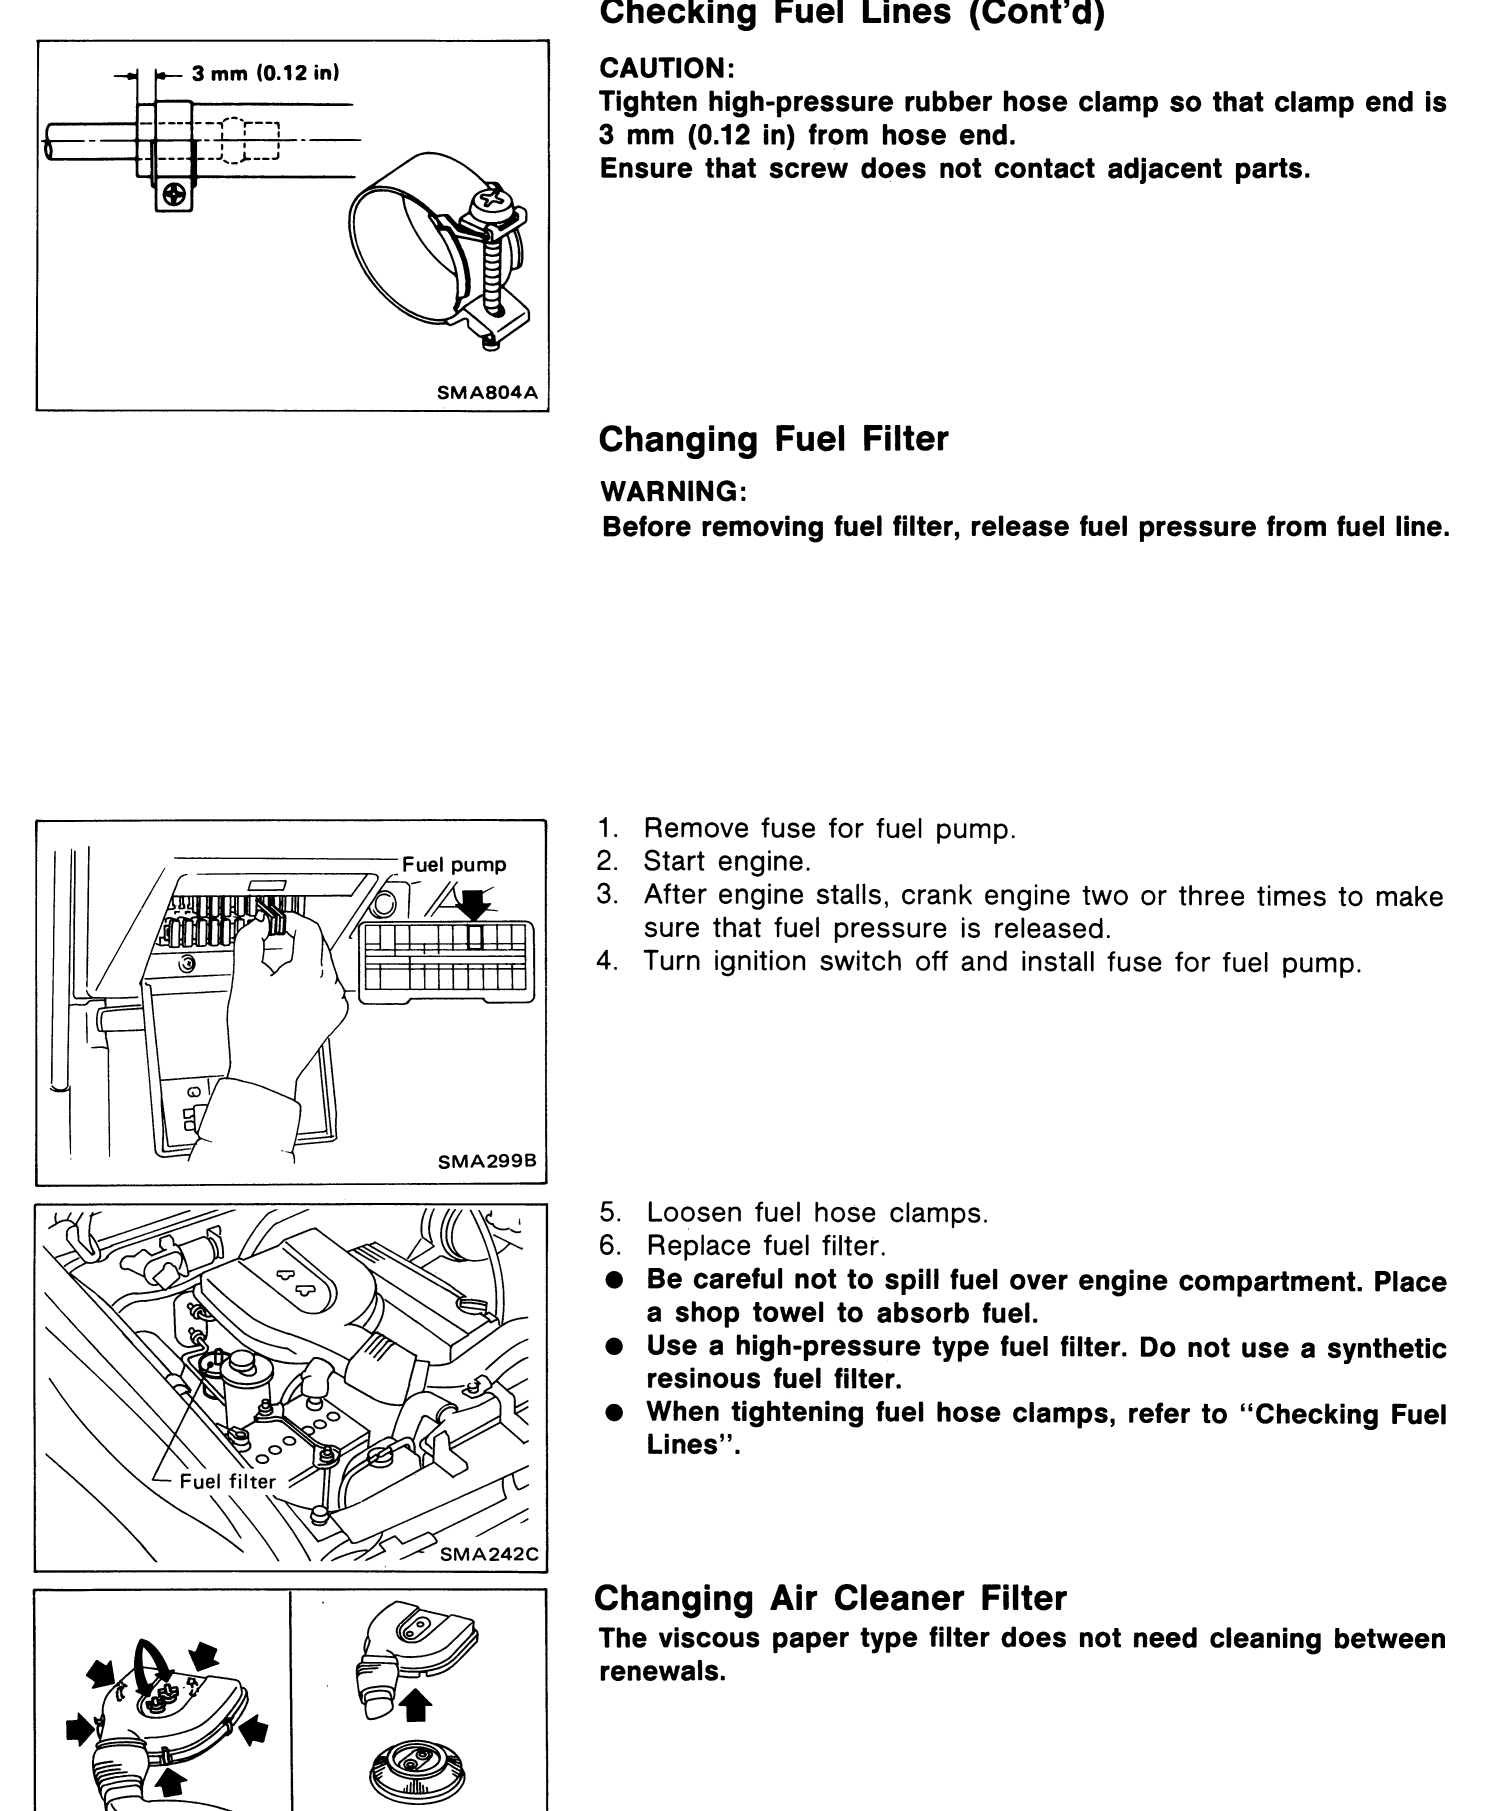 Checking Fuel Lines (Cont'd)
3 mm (0.12 in)
SMA804A
CAUTION:
Tighten high-pressure rubber hose clamp so that clamp end is
3 mm (0.12 in) from hose end.
Ensure that screw does not contact adjacent parts.
Changing Fuel Filter
WARNING:
Before removing fuel filter, release fuel pressure from fuel line.
Fuel pump
SMA299B
1. Remove fuse for fuel pump.
2. Start engine.
3. After engine stalls, crank engine two or three times to make
sure that fuel pressure is released.
4. Turn ignition switch off and install fuse for fuel pump.
Fuel filter
SMA242C
5. Loosen fuel hose clamps.
6. Replace fuel filter.
● Be careful not to spill fuel over engine compartment. Place
a shop towel to absorb fuel.
● Use a high-pressure type fuel filter. Do not use a synthetic
resinous fuel filter.
● When tightening fuel hose clamps, refer to “Checking Fuel
Lines”.
Changing Air Cleaner Filter
The viscous paper type filter does not need cleaning between
renewals.